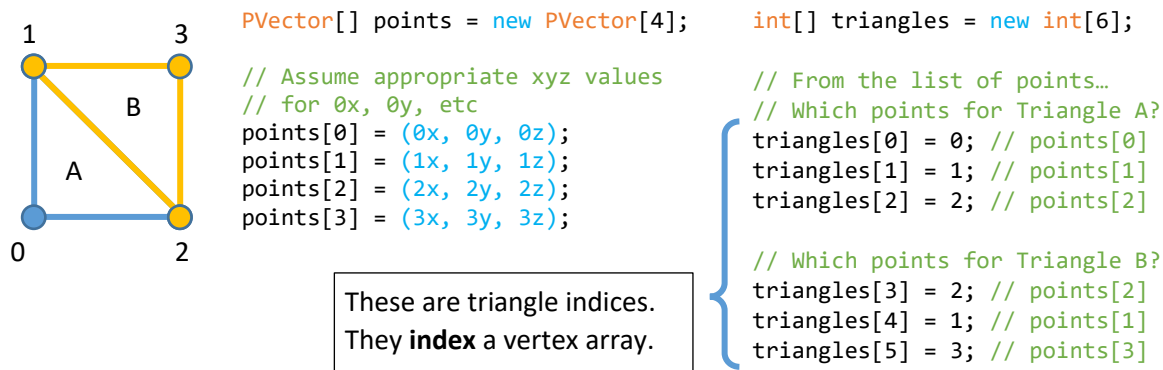 1 3
B
A
0 2
PVector[] points = new PVector[4];
// Assume appropriate xyz values
// for 0x, 0y, etc
points[0] = (0x, 0y, 0z);
points[1] = (1x, 1y, 1z);
points[2] = (2x, 2y, 2z);
points[3] = (3x, 3y, 3z);
These are triangle indices.
They index a vertex array.
int[] triangles = new int[6];
// From the list of points…
// Which points for Triangle A?
triangles[0] = 0; // points[0]
triangles[1] = 1; // points[1]
triangles[2] = 2; // points[2]
// Which points for Triangle B?
triangles[3] = 2; // points[2]
triangles[4] = 1; // points[1]
triangles[5] = 3; // points[3]